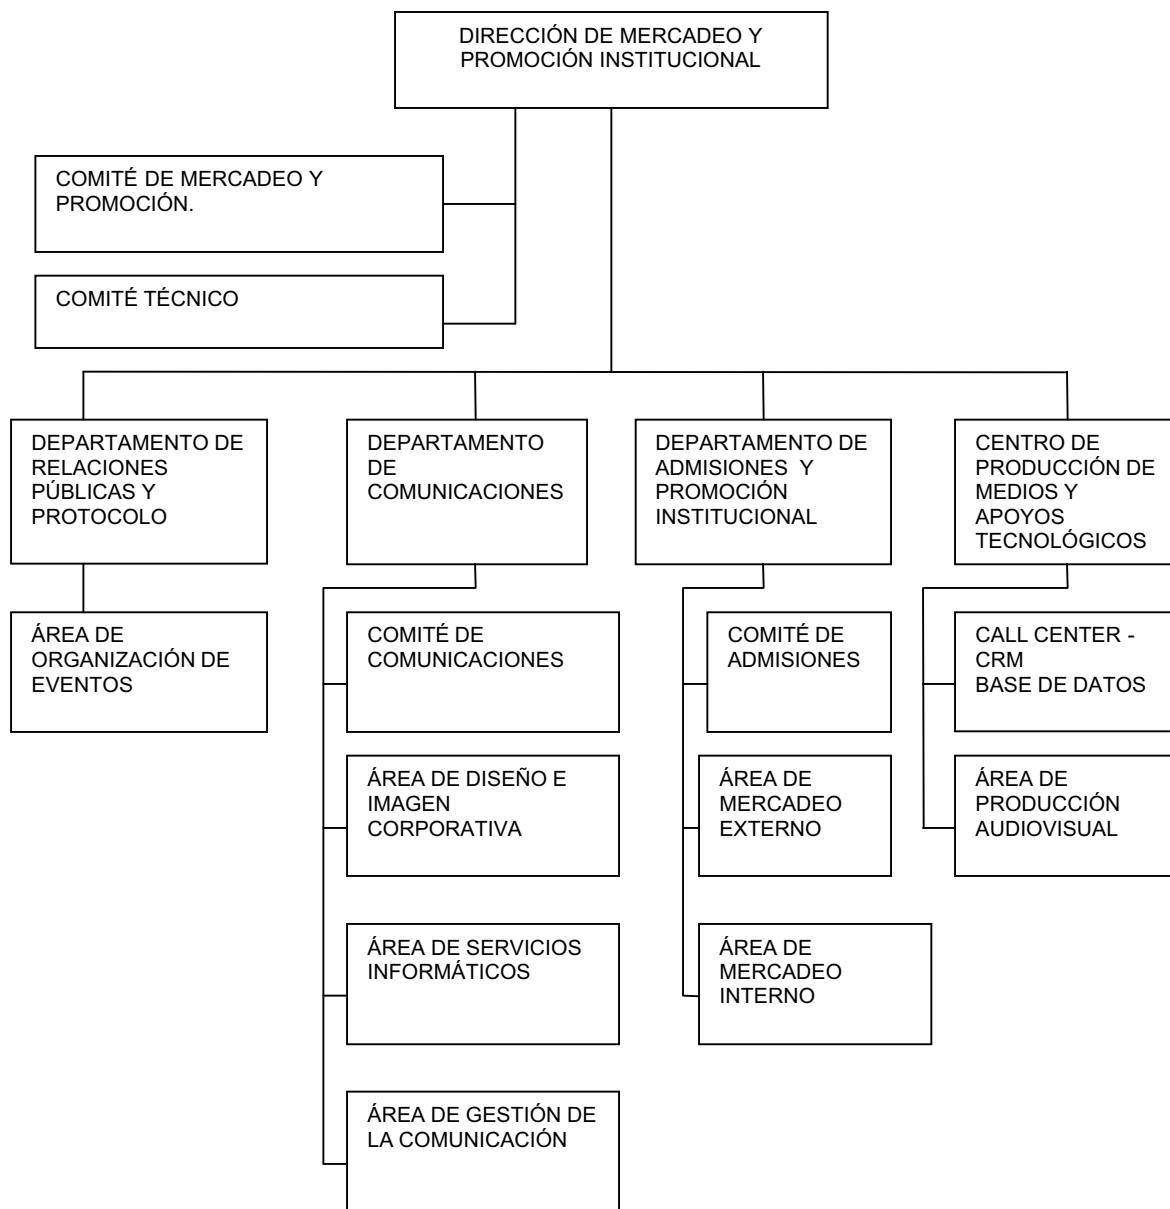 DIRECCIÓN DE MERCADEO Y
PROMOCIÓN INSTITUCIONAL
COMITÉ DE MERCADEO Y
PROMOCIÓN.
COMITÉ TÉCNICO
DEPARTAMENTO DE
RELACIONES
PÚBLICAS Y
PROTOCOLO
DEPARTAMENTO
DE
COMUNICACIONES
DEPARTAMENTO DE
ADMISIONES Y
PROMOCIÓN
INSTITUCIONAL
CENTRO DE
PRODUCCIÓN DE
MEDIOS Y
APOYOS
TECNOLÓGICOS
ÁREA DE
ORGANIZACIÓN DE
EVENTOS
COMITÉ DE
COMUNICACIONES
COMITÉ DE
ADMISIONES
CALL CENTER -
CRM
BASE DE DATOS
ÁREA DE DISEÑO E
IMAGEN
CORPORATIVA
ÁREA DE
MERCADEO
EXTERNO
ÁREA DE
PRODUCCIÓN
AUDIOVISUAL
ÁREA DE SERVICIOS
INFORMÁTICOS
ÁREA DE
MERCADEO
INTERNO
ÁREA DE GESTIÓN DE
LA COMUNICACIÓN